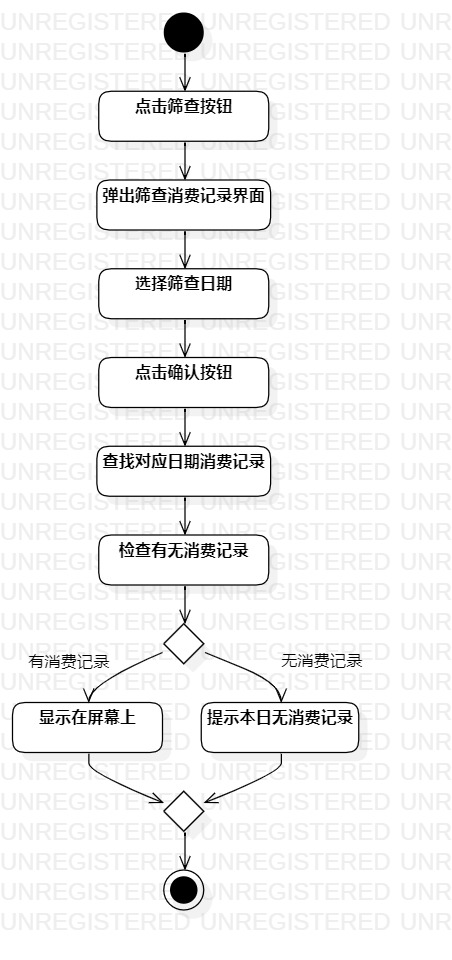 点击筛查按钮
弹出筛查消费记录界面
选择筛查日期
点击确认按钮
查找对应日期消费记录
检查有无消费记录
有消费记录
无消费记录
显示在屏幕上
提示本日无消费记录
UNREGISTERED